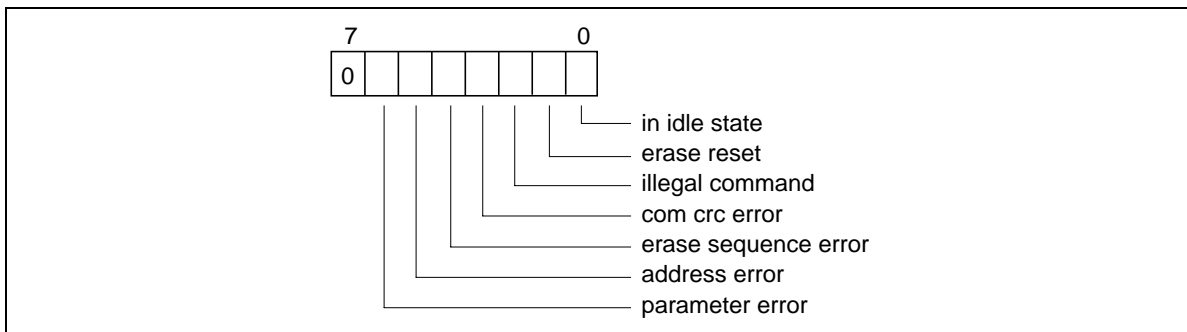 7 0
0
in idle state
erase reset
illegal command
com crc error
erase sequence error
address error
parameter error